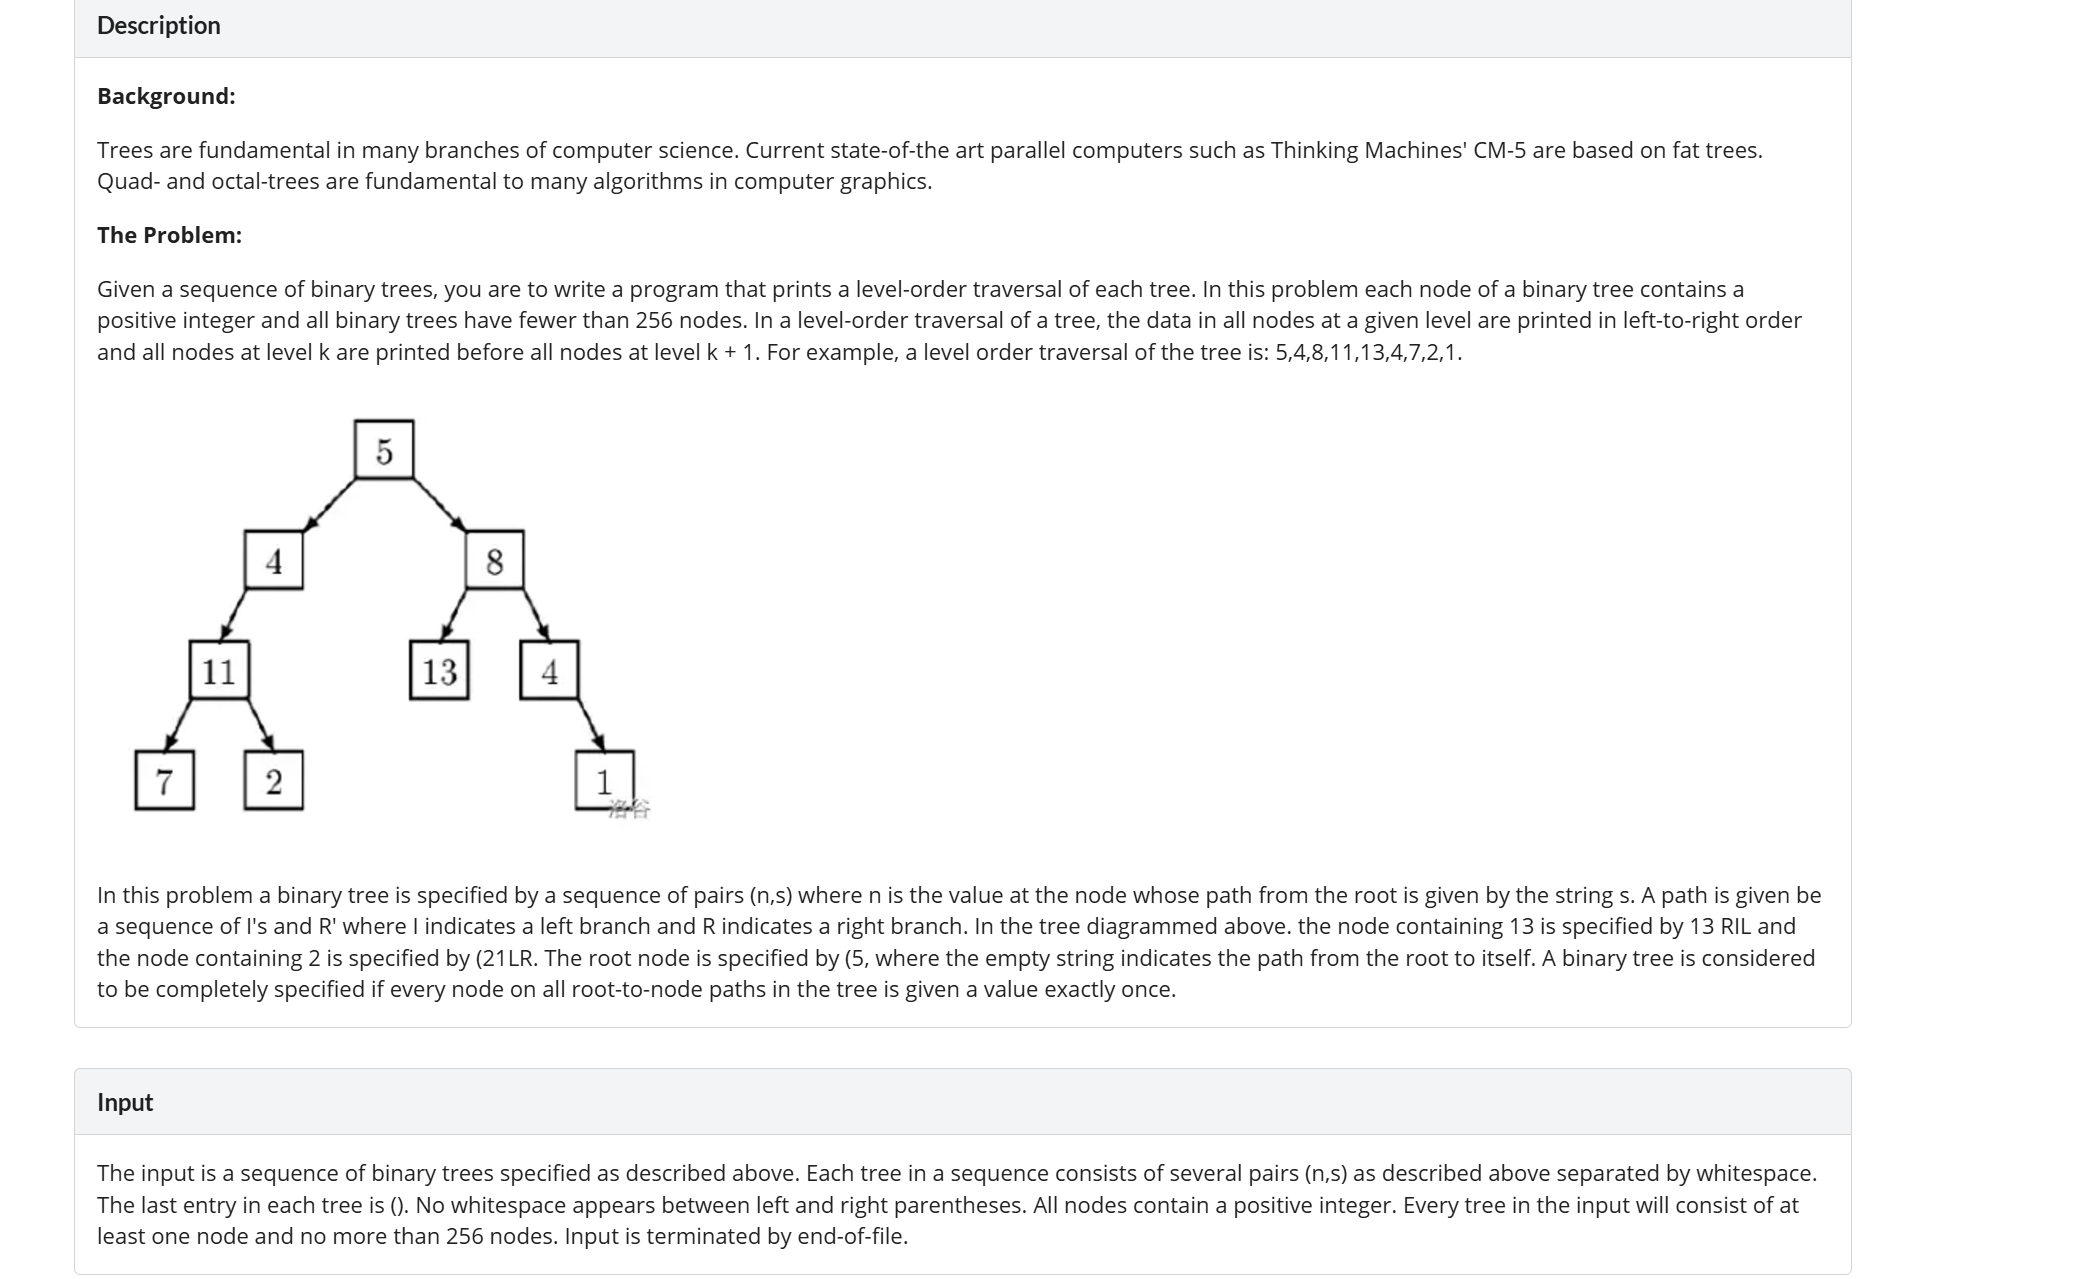 Description
Background:
Trees are fundamental in many branches of computer science. Current state-of-the art parallel computers such as Thinking Machines' CM-5 are based on fat trees.
Quad- and octal-trees are fundamental to many algorithms in computer graphics.
The Problem:
Given a sequence of binary trees, you are to write a program that prints a level-order traversal of each tree. In this problem each node of a binary tree contains a
positive integer and all binary trees have fewer than 256 nodes. In a level-order traversal of a tree, the data in all nodes at a given level are printed in left-to-right order
and all nodes at level k are printed before all nodes at level k + 1. For example, a level order traversal of the tree is: 5,4,8,11,13,4,7,2,1.
5
4 8
11 13 4
7 2 1
洛谷
In this problem a binary tree is specified by a sequence of pairs (n,s) where n is the value at the node whose path from the root is given by the string s. A path is given be
a sequence of I's and R' where I indicates a left branch and R indicates a right branch. In the tree diagrammed above. the node containing 13 is specified by 13 RIL and
the node containing 2 is specified by (21LR. The root node is specified by (5, where the empty string indicates the path from the root to itself. A binary tree is considered
to be completely specified if every node on all root-to-node paths in the tree is given a value exactly once.
Input
The input is a sequence of binary trees specified as described above. Each tree in a sequence consists of several pairs (n,s) as described above separated by whitespace.
The last entry in each tree is (). No whitespace appears between left and right parentheses. All nodes contain a positive integer. Every tree in the input will consist of at
least one node and no more than 256 nodes. Input is terminated by end-of-file.